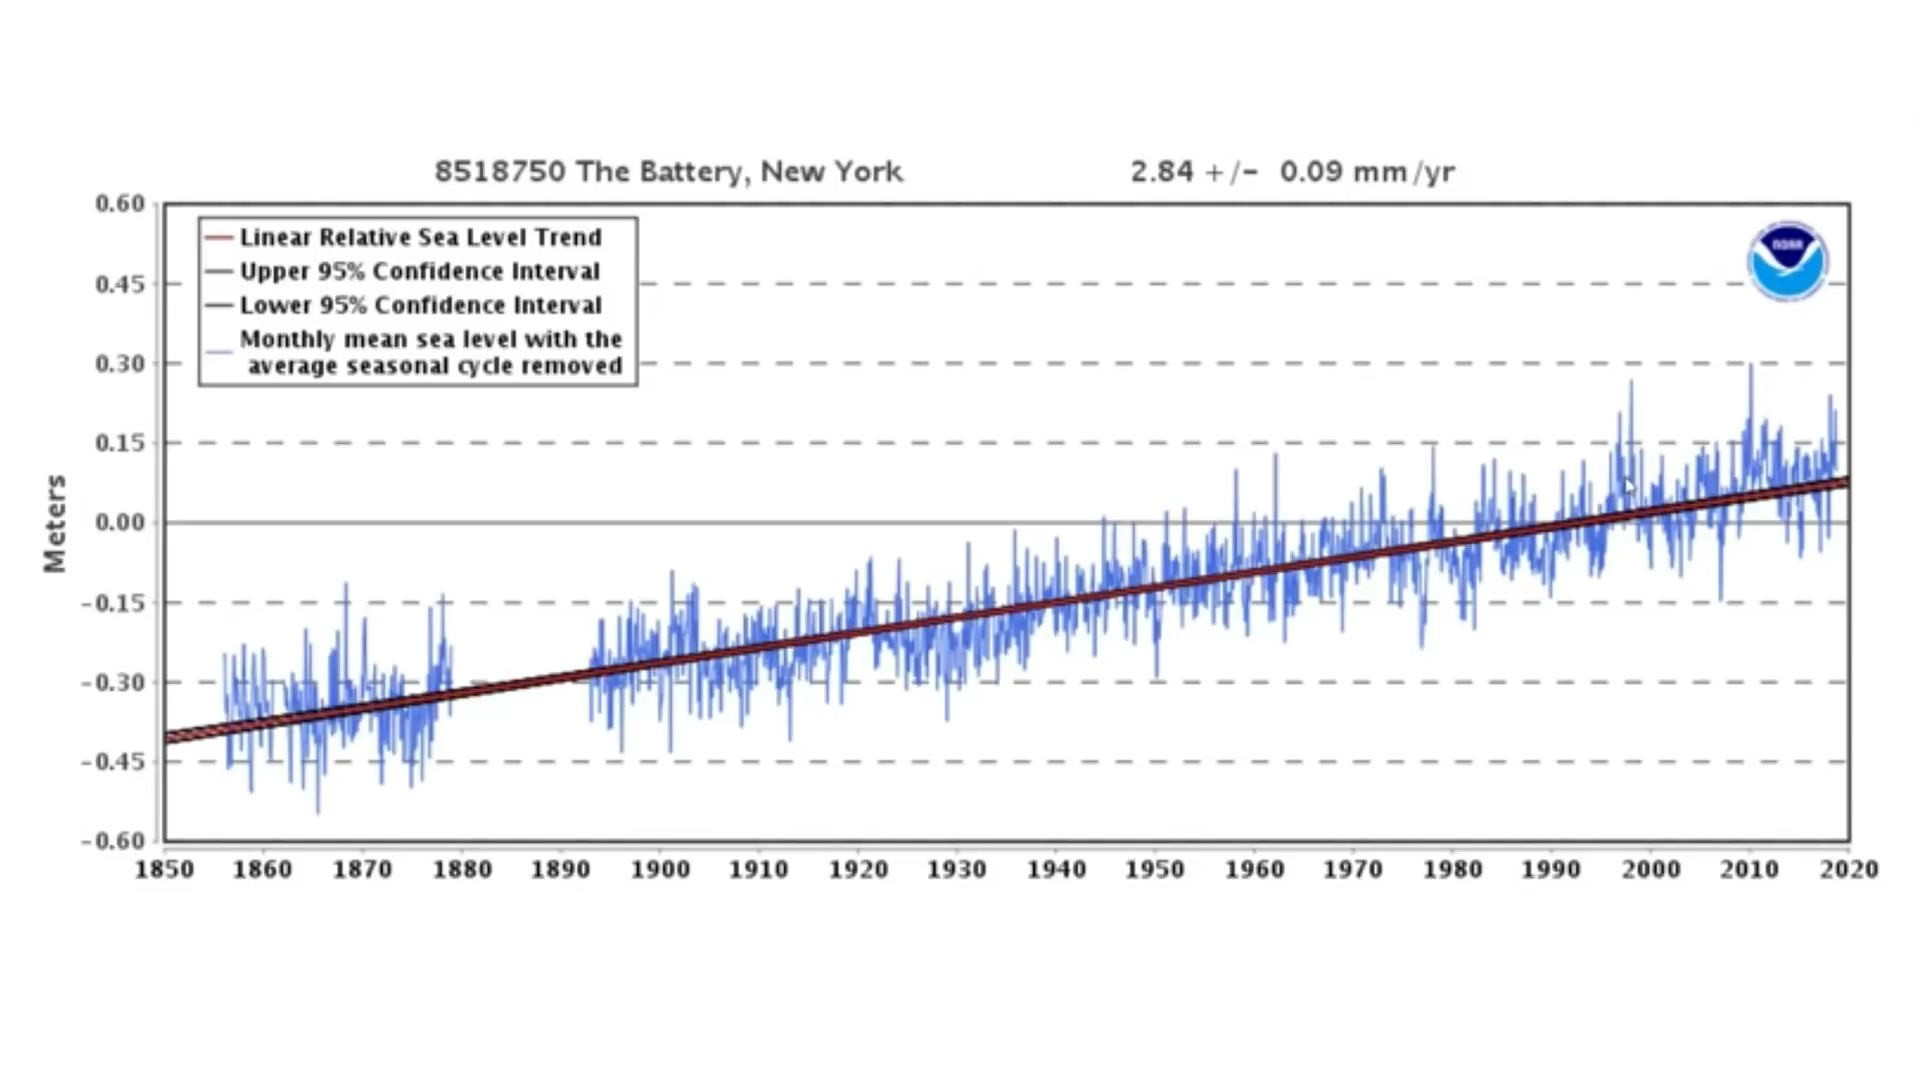 8518750 The Battery, New York 2.84 +/- 0.09 mm/yr
0.60
Linear Relative Sea Level Trend
Upper 95% Confidence Interval
0.45
Lower 95% Confidence Interval
Monthly mean sea level with the
average seasonal cycle removed
noaa
0.30
0.15
0.00
-0.15
-0.30
-0.45
-0.60
Meters
1850 1860 1870 1880 1890 1900 1910 1920 1930 1940 1950 1960 1970 1980 1990 2000 2010 2020